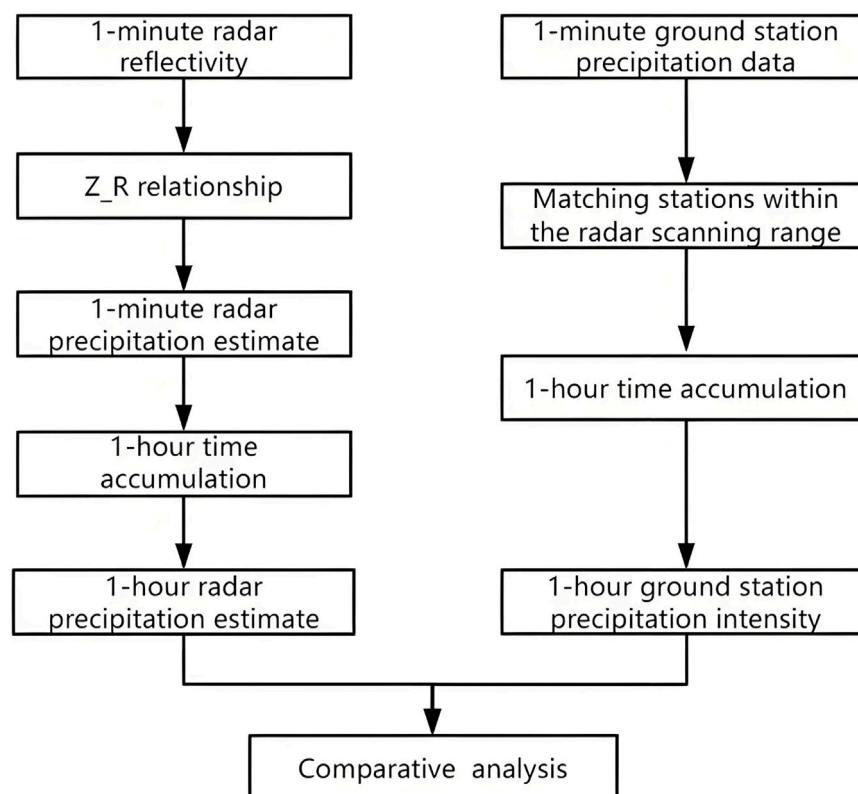 1-minute radar
reflectivity
Z_R relationship
1-minute radar
precipitation estimate
1-hour time
accumulation
1-hour radar
precipitation estimate
1-minute ground station
precipitation data
Matching stations within
the radar scanning range
1-hour time accumulation
1-hour ground station
precipitation intensity
Comparative analysis